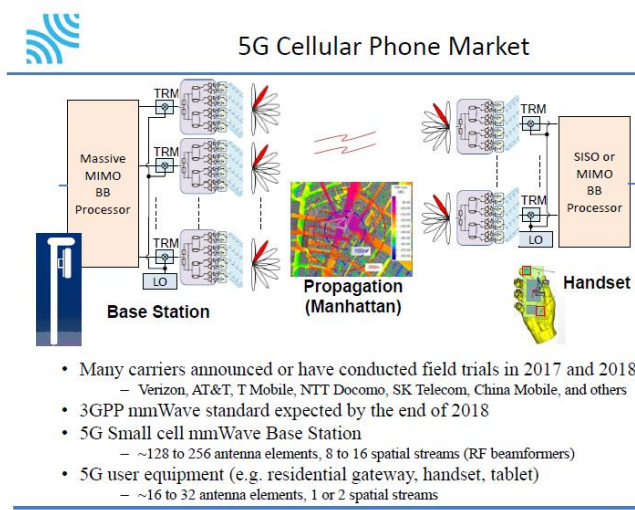 5G Cellular Phone Market
TRM
TRM
TRM
LO
Massive
MIMO
BB
Processor
Base Station
100m
200m
Propagation
(Manhattan)
TRM
TRM
LO
SISO or
MIMO
BB
Processor
Handset
• Many carriers announced or have conducted field trials in 2017 and 2018
– Verizon, AT&T, T Mobile, NTT Docomo, SK Telecom, China Mobile, and others
• 3GPP mmWave standard expected by the end of 2018
• 5G Small cell mmWave Base Station
– ~128 to 256 antenna elements, 8 to 16 spatial streams (RF beamformers)
• 5G user equipment (e.g. residential gateway, handset, tablet)
– ~16 to 32 antenna elements, 1 or 2 spatial streams